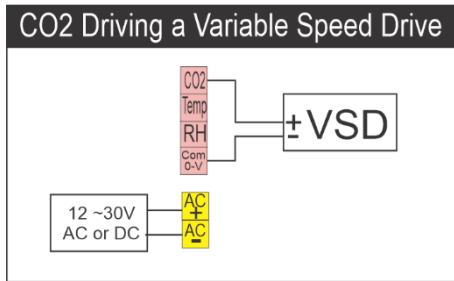 CO2 Driving a Variable Speed Drive
CO2
Temp
RH
Com
0-V
+
-
VSD
12 ~30V
AC or DC
AC
+
AC
-